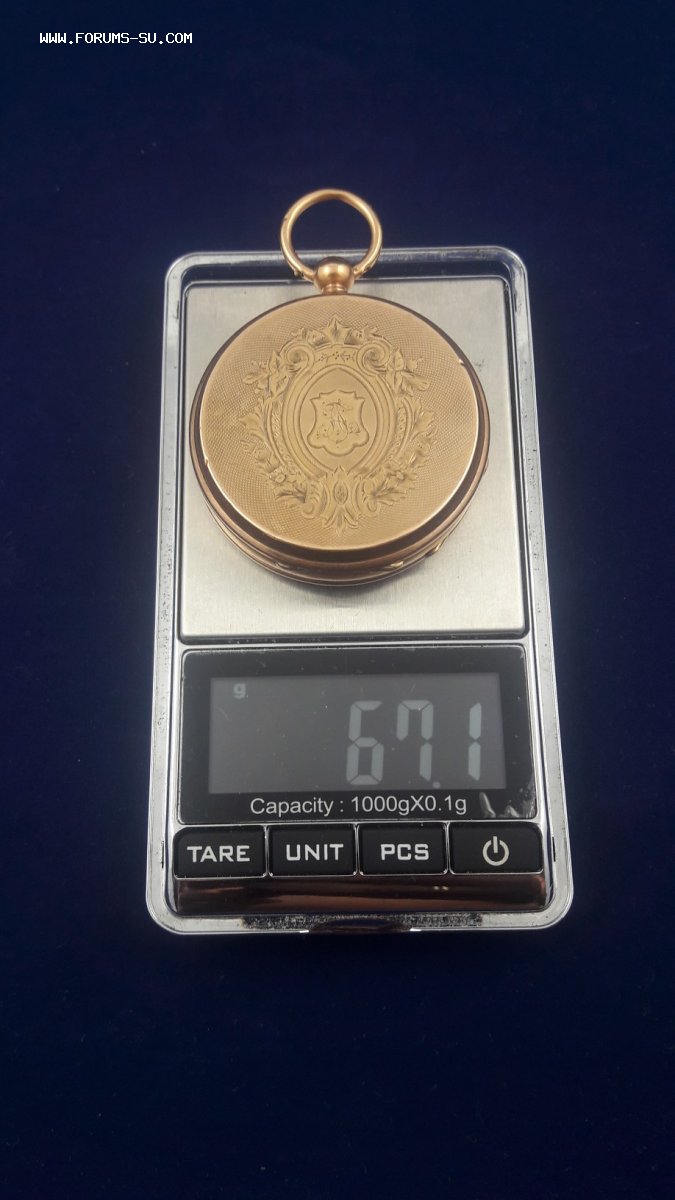 WWW.FORUMS-SU.COM
g
67.1
Capacity : 1000gX0.1g
TARE UNIT PCS